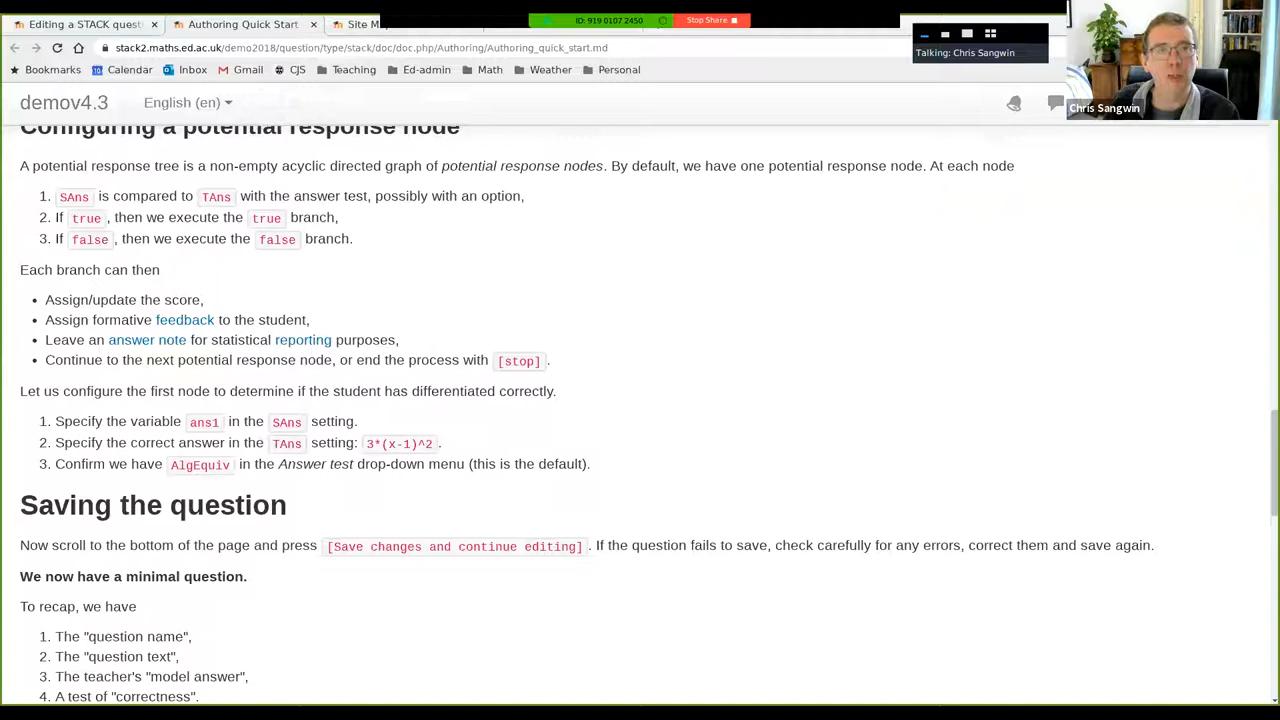 Editing a STACK quest
Authoring Quick Start
Site M
ID: 919 0107 2450
Stop Share
stack2.maths.ed.ac.uk/demo2018/question/type/stack/doc/doc.php/Authoring/Authoring_quick_start.md
Talking: Chris Sangwin
Bookmarks Calendar Inbox Gmail CJS Teaching Ed-admin Math Weather Personal
demov4.3 English (en)
Chris Sangwin
Configuring a potential response node
A potential response tree is a non-empty acyclic directed graph of potential response nodes. By default, we have one potential response node. At each node
1. SAns is compared to TAns with the answer test, possibly with an option,
2. If true, then we execute the true branch,
3. If false, then we execute the false branch.
Each branch can then
• Assign/update the score,
• Assign formative feedback to the student,
• Leave an answer note for statistical reporting purposes,
• Continue to the next potential response node, or end the process with [stop].
Let us configure the first node to determine if the student has differentiated correctly.
1. Specify the variable ans1 in the SAns setting.
2. Specify the correct answer in the TAns setting: 3*(x-1)^2.
3. Confirm we have AlgEquiv in the Answer test drop-down menu (this is the default).
Saving the question
Now scroll to the bottom of the page and press [Save changes and continue editing]. If the question fails to save, check carefully for any errors, correct them and save again.
We now have a minimal question.
To recap, we have
1. The "question name",
2. The "question text",
3. The teacher's "model answer",
4. A test of "correctness".